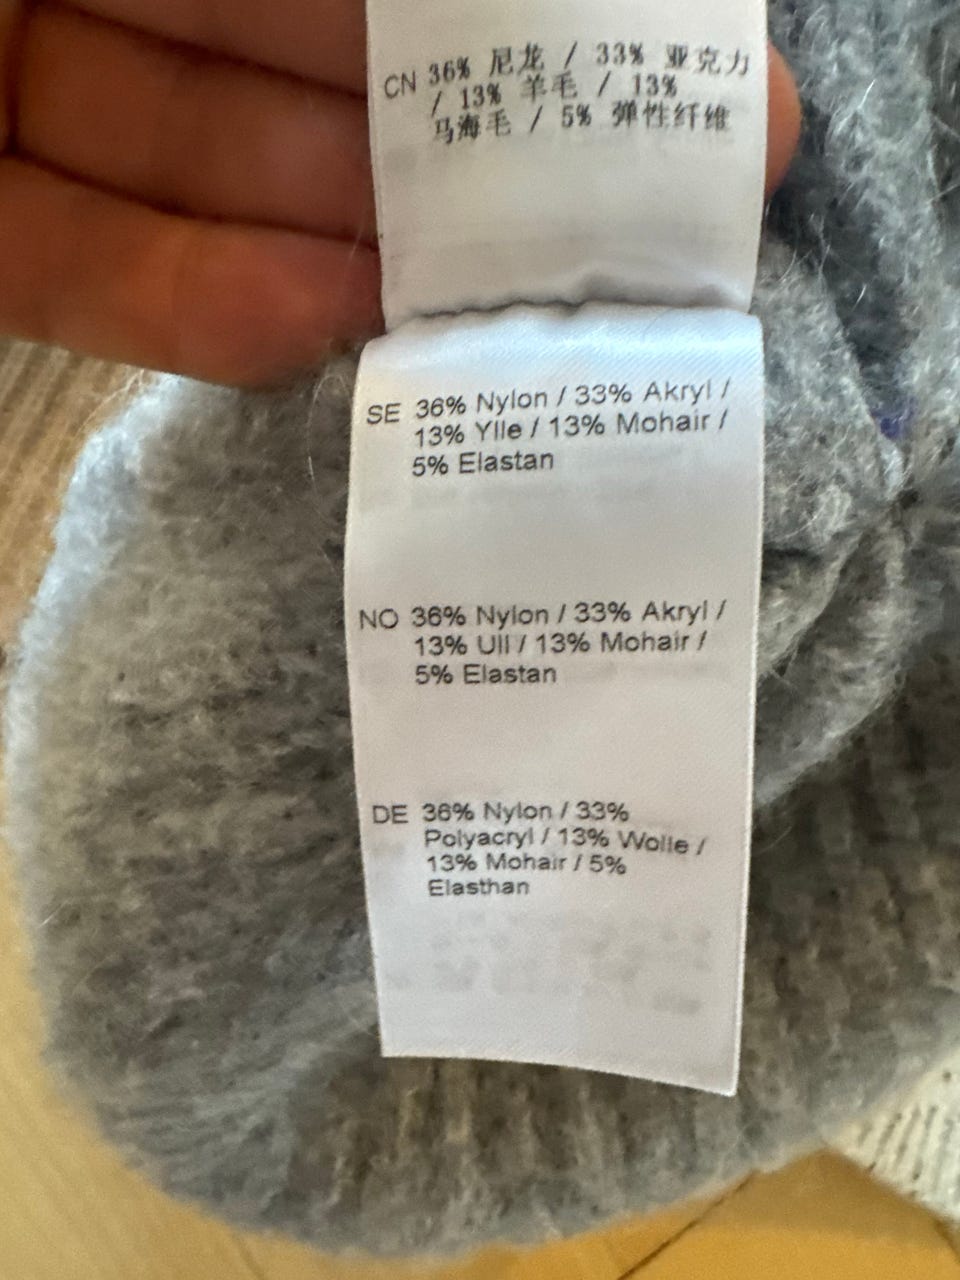 CN 36% 尼龙 / 33% 亚克力
/ 13% 羊毛 / 13%
马海毛 / 5% 弹性纤维
SE 36% Nylon / 33% Akryl /
13% Ylle / 13% Mohair /
5% Elastan
NO 36% Nylon / 33% Akryl /
13% Ull / 13% Mohair /
5% Elastan
DE 36% Nylon / 33%
Polyacryl / 13% Wolle /
13% Mohair / 5%
Elasthan